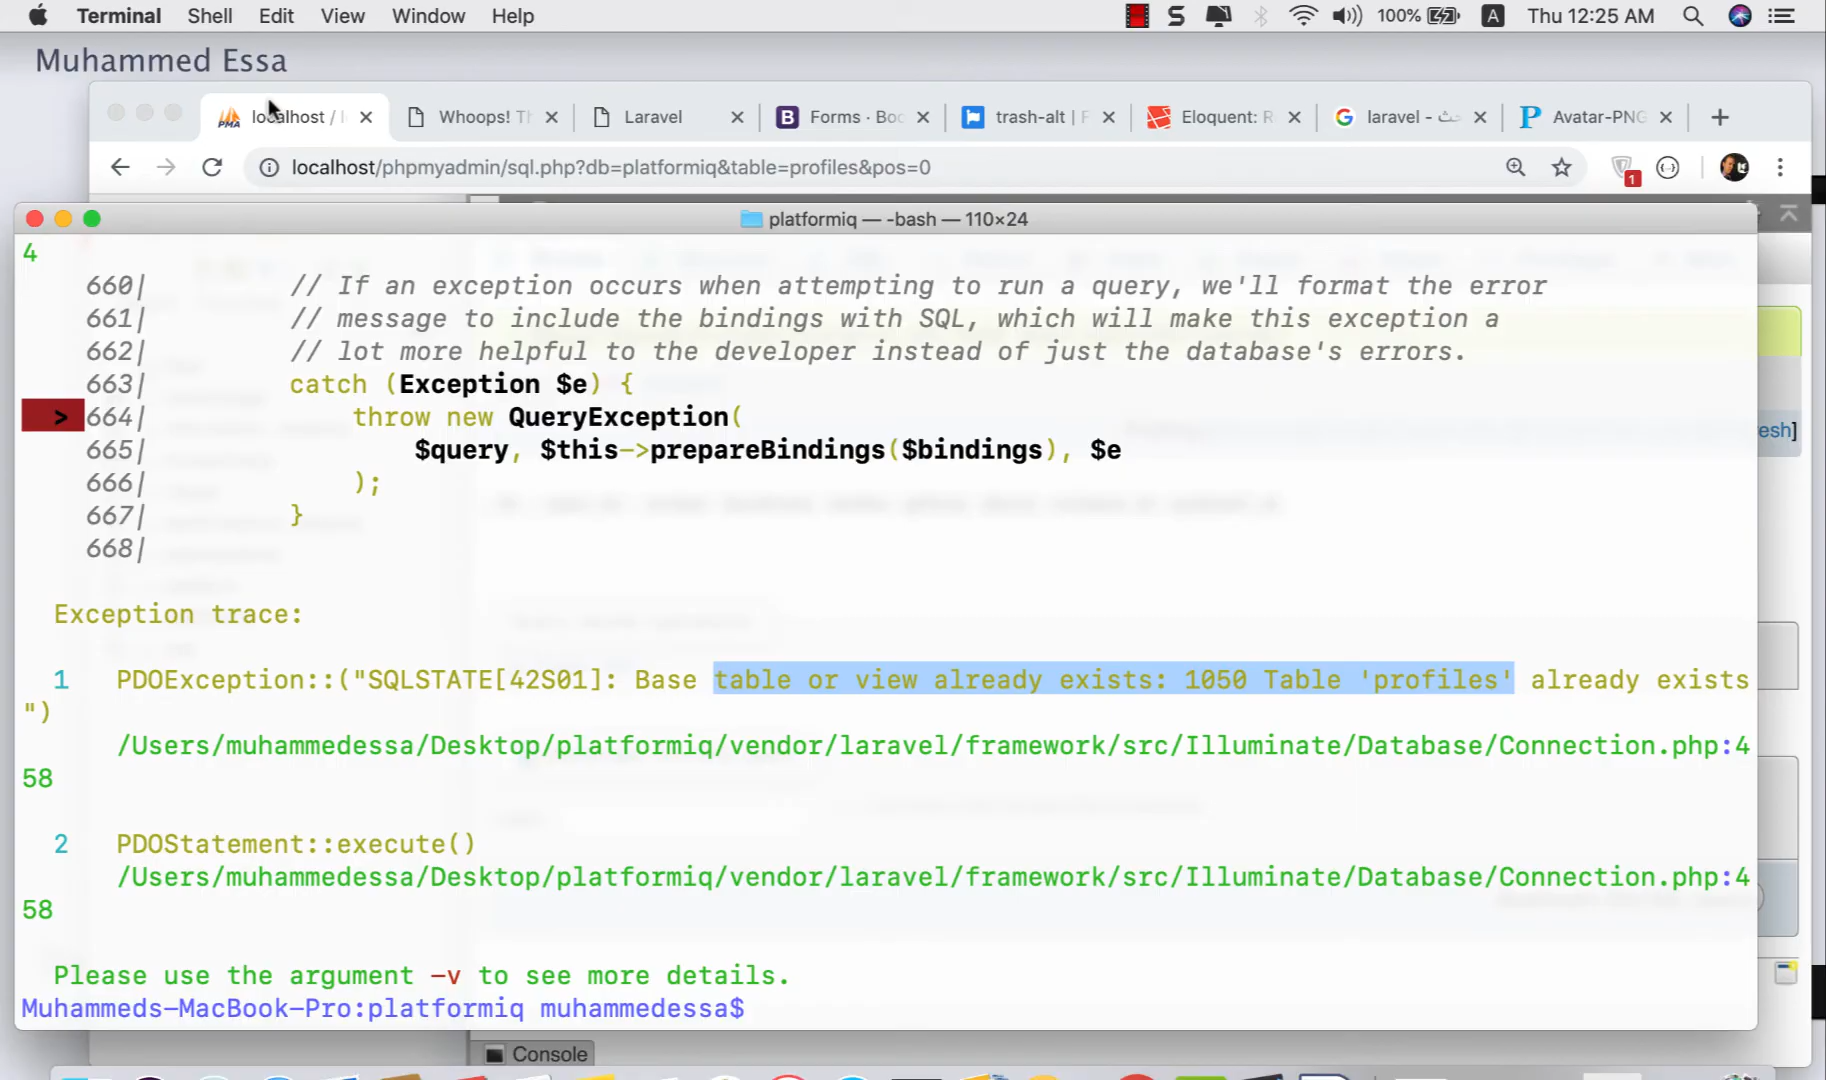 Terminal Shell Edit View Window Help 100% A Thu 12:25 AM
Muhammed Essa
PMA localhost / l Whoops! Th Laravel B Forms · Boo trash-alt | F Eloquent: R laravel - بحث Avatar-PNG
localhost/phpmyadmin/sql.php?db=platformiq&table=profiles&pos=0 1
platformiq — -bash — 110×24
4
660| // If an exception occurs when attempting to run a query, we'll format the error
661| // message to include the bindings with SQL, which will make this exception a
662| // lot more helpful to the developer instead of just the database's errors.
663| catch (Exception $e) {
> 664| throw new QueryException(
665| $query, $this->prepareBindings($bindings), $e
666| );
667| }
668|
esh]
Exception trace:
1 PDOException::("SQLSTATE[42S01]: Base table or view already exists: 1050 Table 'profiles' already exists
")
/Users/muhammedessa/Desktop/platformiq/vendor/laravel/framework/src/Illuminate/Database/Connection.php:4
58
2 PDOStatement::execute()
/Users/muhammedessa/Desktop/platformiq/vendor/laravel/framework/src/Illuminate/Database/Connection.php:4
58
Please use the argument -v to see more details.
Muhammeds-MacBook-Pro:platformiq muhammedessa$
Console